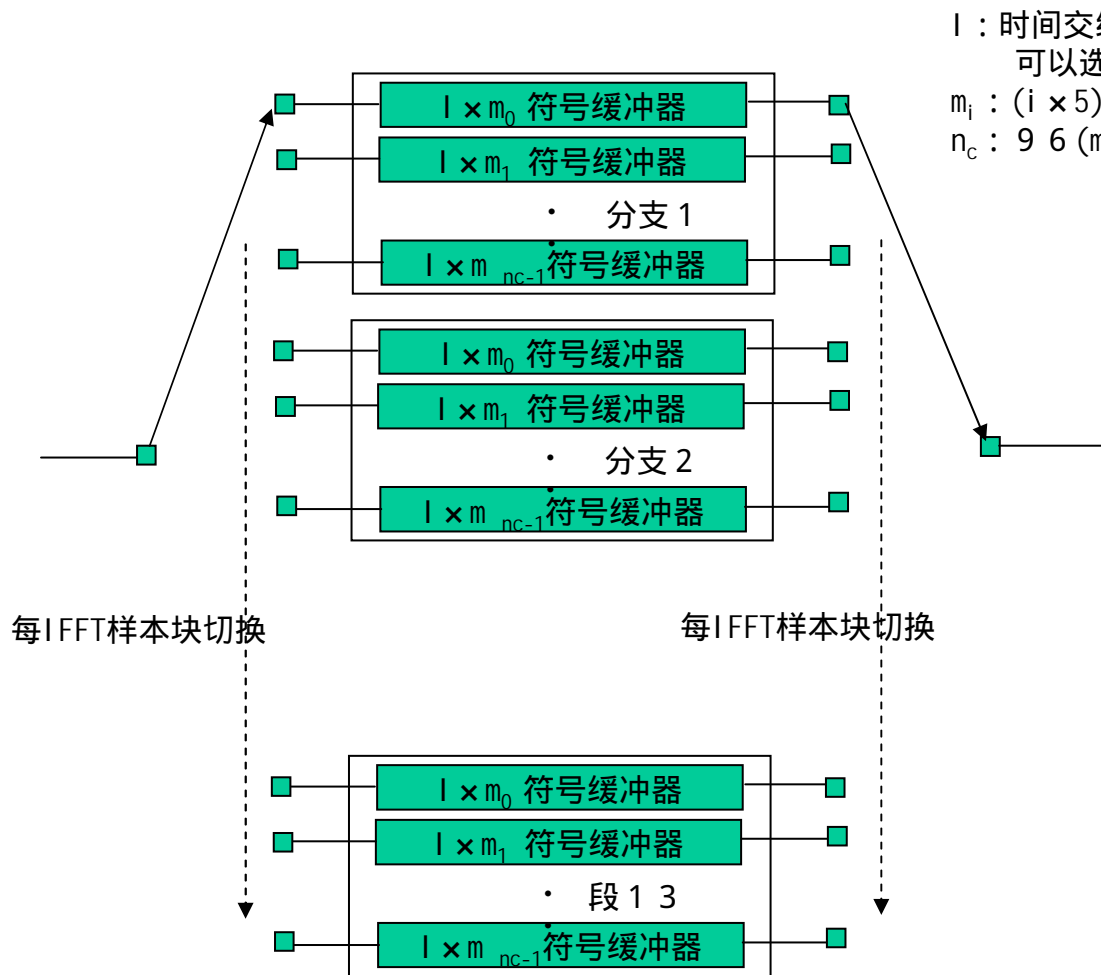 I：时间交
可以选
mi：(i×5)
nc：９６(m
I×m0 符号缓冲器
I×m1 符号缓冲器
· 分支１
I×m nc-1符号缓冲器
I×m0 符号缓冲器
I×m1 符号缓冲器
· 分支２
I×m nc-1符号缓冲器
每IFFT样本块切换
每IFFT样本块切换
I×m0 符号缓冲器
I×m1 符号缓冲器
· 段１３
I×m nc-1符号缓冲器